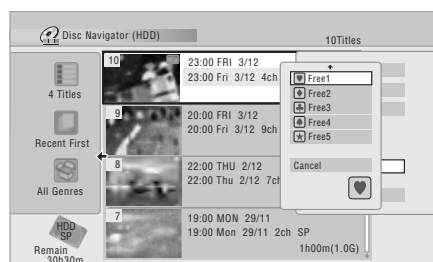 Disc Navigator (HDD)
10Titles
4 Titles
Recent First
All Genres
HDD
SP
Remain
30h30m
10
23:00 FRI 3/12
23:00 Fri 3/12 4ch
9
20:00 FRI 3/12
20:00 Fri 3/12 9ch
8
22:00 THU 2/12
22:00 Thu 2/12 7ch
7
19:00 MON 29/11
19:00 Mon 29/11 2ch SP
1h00m(1.0G)
Free1
Free2
Free3
Free4
Free5
Cancel